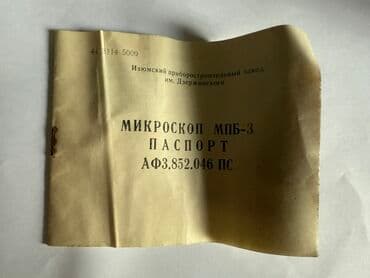 Изюмский приборостроительный завод
им. Дзержинского
МИКРОСКОП МПБ-3
ПАСПОРТ
АФ3.852.046 ПС